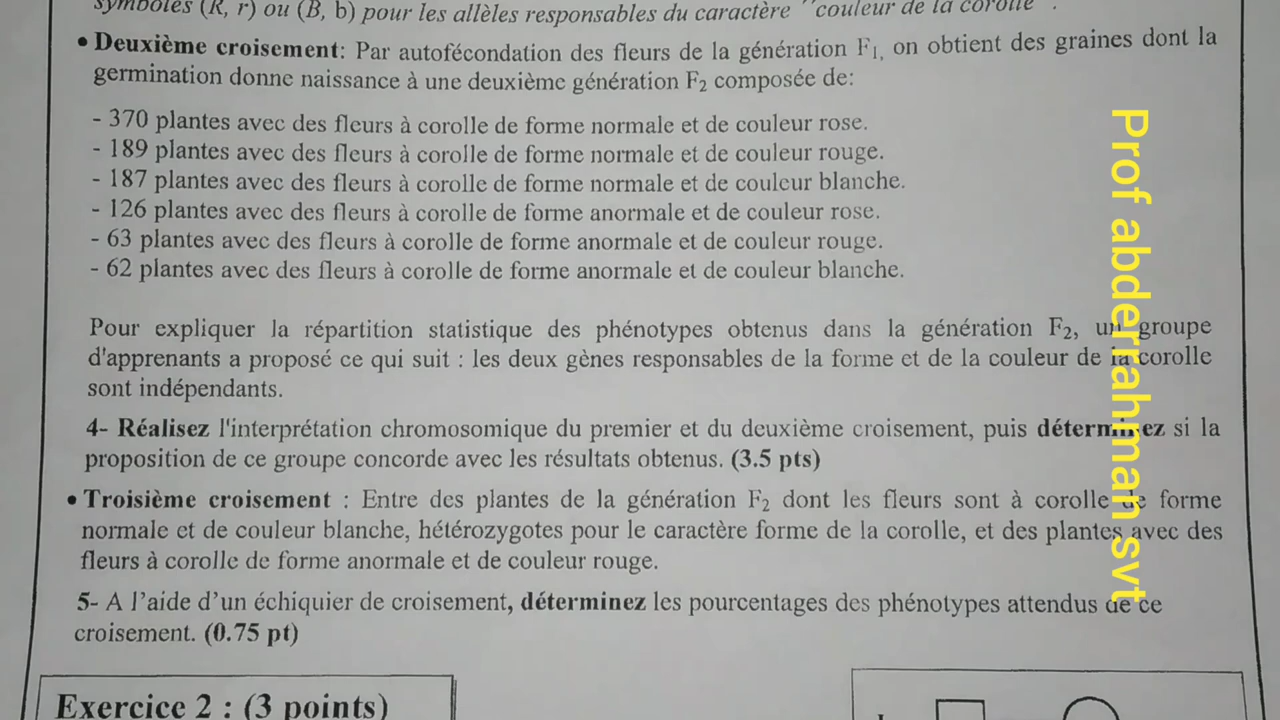 symboles (R, r) ou (B, b) pour les allèles responsables du caractère "couleur de la corolle".
• Deuxième croisement: Par autofécondation des fleurs de la génération F1, on obtient des graines dont la
germination donne naissance à une deuxième génération F2 composée de:
- 370 plantes avec des fleurs à corolle de forme normale et de couleur rose.
- 189 plantes avec des fleurs à corolle de forme normale et de couleur rouge.
- 187 plantes avec des fleurs à corolle de forme normale et de couleur blanche.
- 126 plantes avec des fleurs à corolle de forme anormale et de couleur rose.
- 63 plantes avec des fleurs à corolle de forme anormale et de couleur rouge.
- 62 plantes avec des fleurs à corolle de forme anormale et de couleur blanche.
Pour expliquer la répartition statistique des phénotypes obtenus dans la génération F2, un groupe
d'apprenants a proposé ce qui suit : les deux gènes responsables de la forme et de la couleur de la corolle
sont indépendants.
4- Réalisez l'interprétation chromosomique du premier et du deuxième croisement, puis déterminez si la
proposition de ce groupe concorde avec les résultats obtenus. (3.5 pts)
• Troisième croisement : Entre des plantes de la génération F2 dont les fleurs sont à corolle de forme
normale et de couleur blanche, hétérozygotes pour le caractère forme de la corolle, et des plantes avec des
fleurs à corolle de forme anormale et de couleur rouge.
5- A l'aide d'un échiquier de croisement, déterminez les pourcentages des phénotypes attendus de ce
croisement. (0.75 pt)
Exercice 2 : (3 points)
Prof abderrahman svt